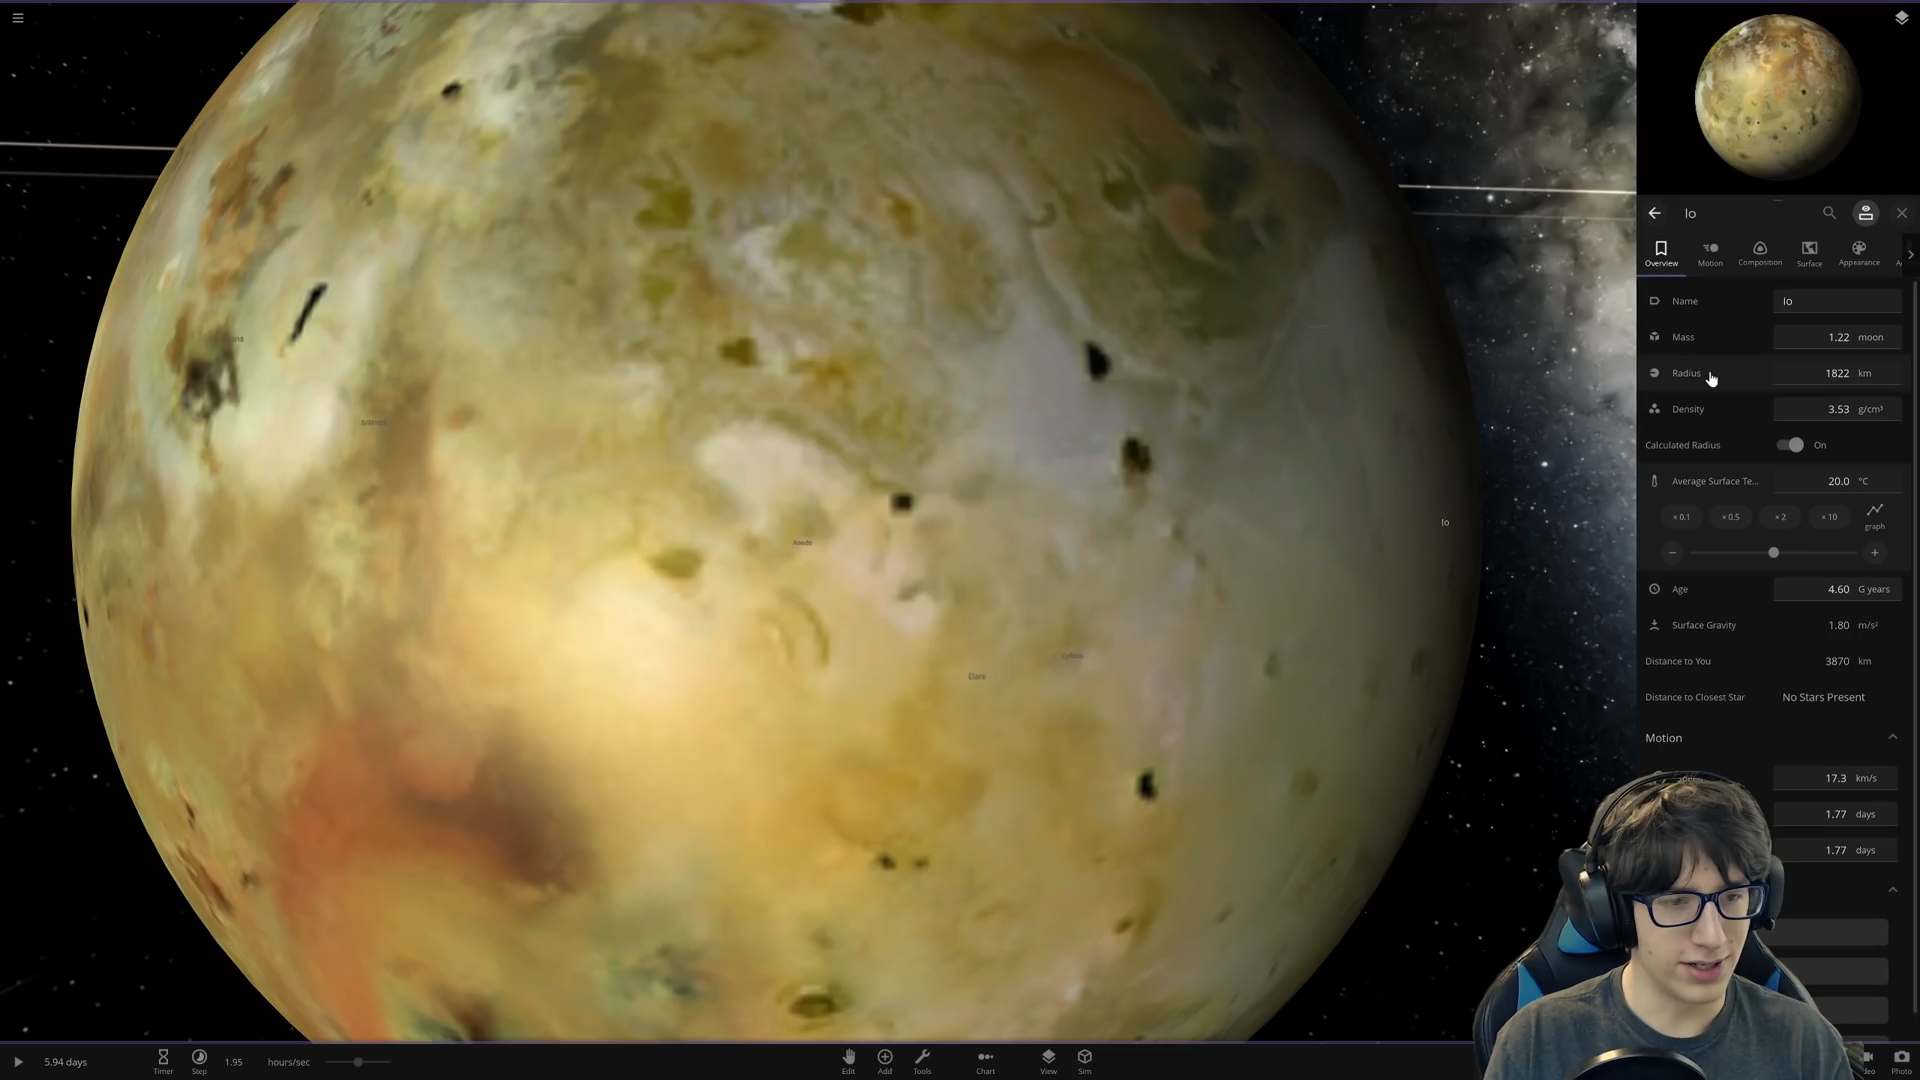 Io
Overview
Motion
Composition
Surface
Appearance
Name
Io
Mass
1.22 moon
Radius
1822 km
Density
3.53 g/cm³
Calculated Radius
On
Average Surface Te...
20.0 °C
× 0.1
× 0.5
× 2
× 10
graph
Age
4.60 G years
Surface Gravity
1.80 m/s²
Distance to You
3870 km
Distance to Closest Star
No Stars Present
Motion
17.3 km/s
1.77 days
1.77 days
Io
Ananke
Elara
5.94 days
Timer
Step
1.95 hours/sec
Edit
Add
Tools
Chart
View
Sim
Photo